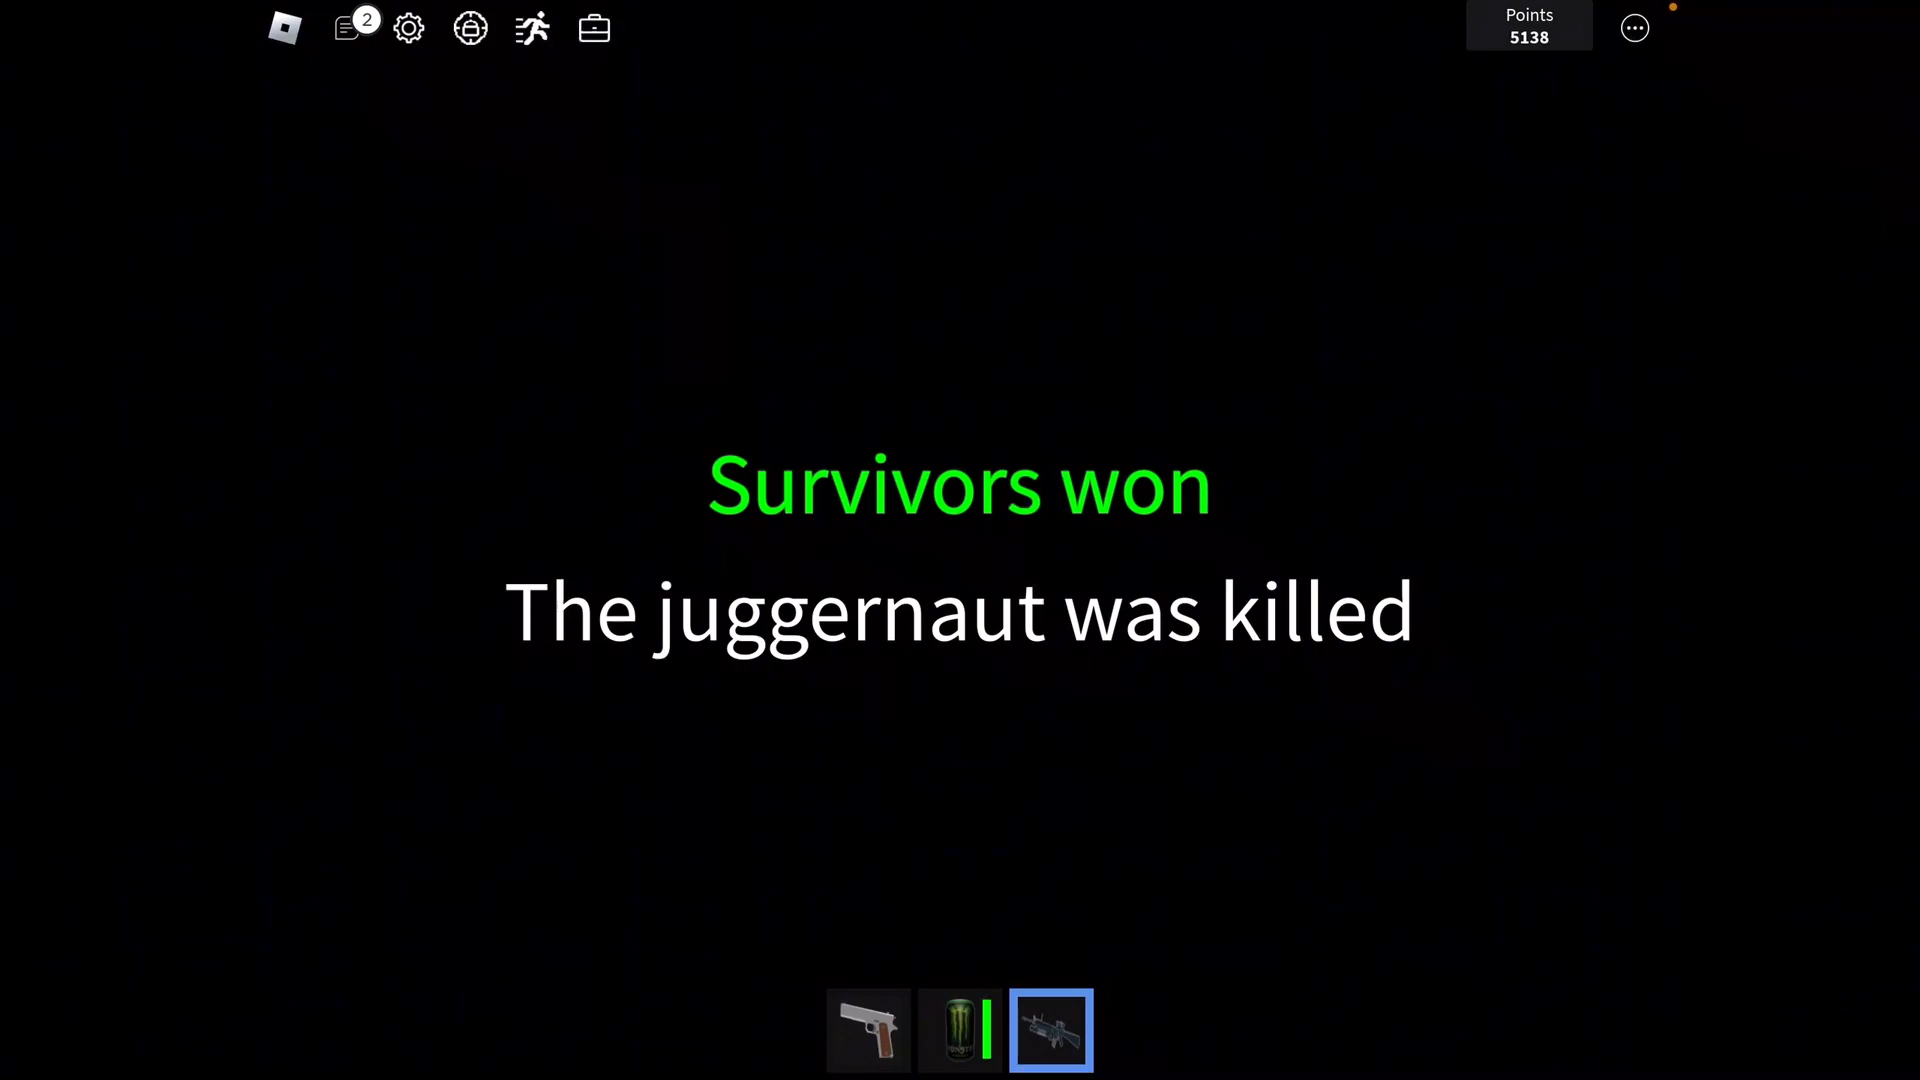 2
Points
5138
Survivors won
The juggernaut was killed